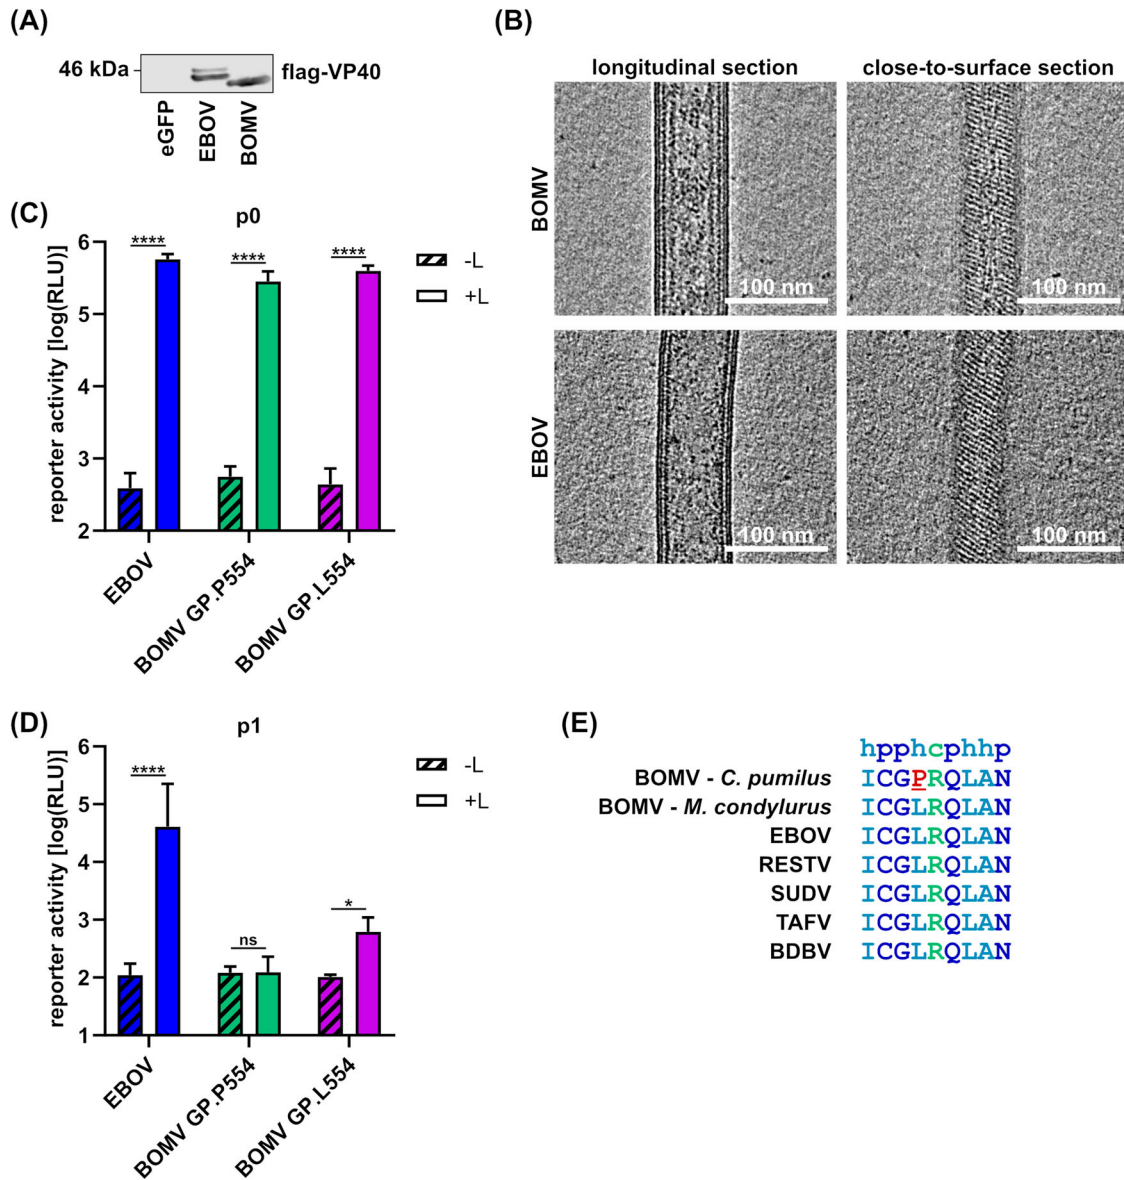 (A)
46 kDa
flag-VP40
eGFP
EBOV
BOMV
(B)
longitudinal section
close-to-surface section
BOMV
100 nm
100 nm
EBOV
100 nm
100 nm
(C)
p0
reporter activity [log(RLU)]
6
5
4
3
2
****
****
****
-L
+L
EBOV
BOMV GP.P554
BOMV GP.L554
(D)
p1
reporter activity [log(RLU)]
6
5
4
3
2
1
****
ns
*
-L
+L
EBOV
BOMV GP.P554
BOMV GP.L554
(E)
hpphcphhp
BOMV - C. pumilus ICGPRQLAN
BOMV - M. condylurus ICGLRQLAN
EBOV ICGLRQLAN
RESTV ICGLRQLAN
SUDV ICGLRQLAN
TAFV ICGLRQLAN
BDBV ICGLRQLAN